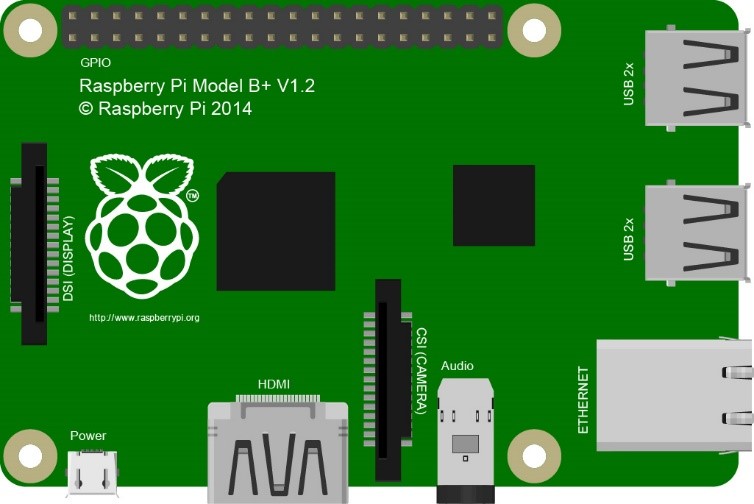 GPIO
Raspberry Pi Model B+ V1.2
© Raspberry Pi 2014
USB 2x
TM
DSI (DISPLAY)
USB 2x
http://www.raspberrypi.org
CSI (CAMERA)
Audio
HDMI
ETHERNET
Power